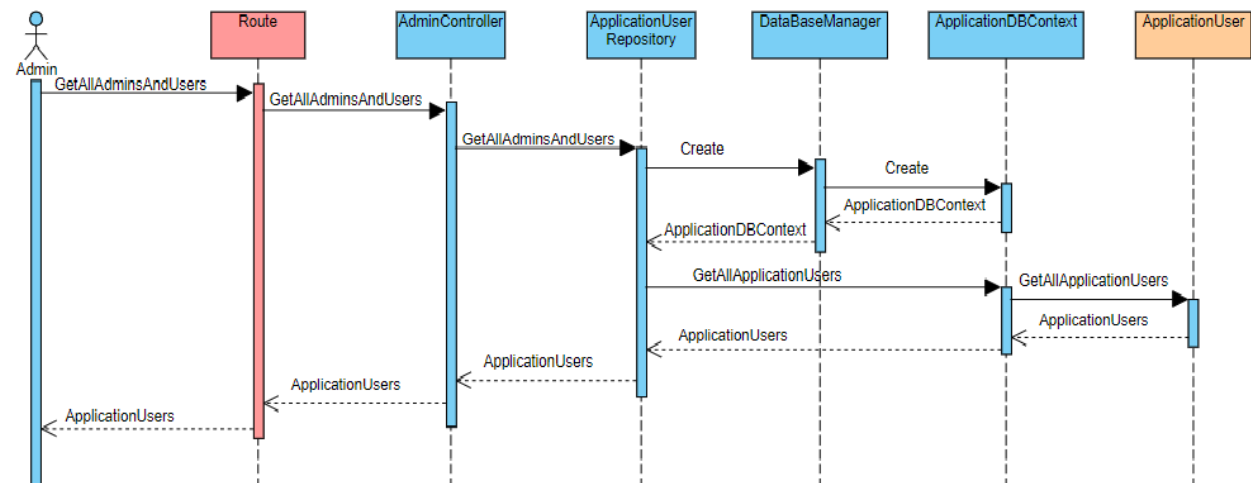 Route
AdminController
ApplicationUser
Repository
DataBaseManager
ApplicationDBContext
ApplicationUser
Admin
GetAllAdminsAndUsers
GetAllAdminsAndUsers
GetAllAdminsAndUsers
Create
Create
ApplicationDBContext
ApplicationDBContext
GetAllApplicationUsers
GetAllApplicationUsers
ApplicationUsers
ApplicationUsers
ApplicationUsers
ApplicationUsers
ApplicationUsers